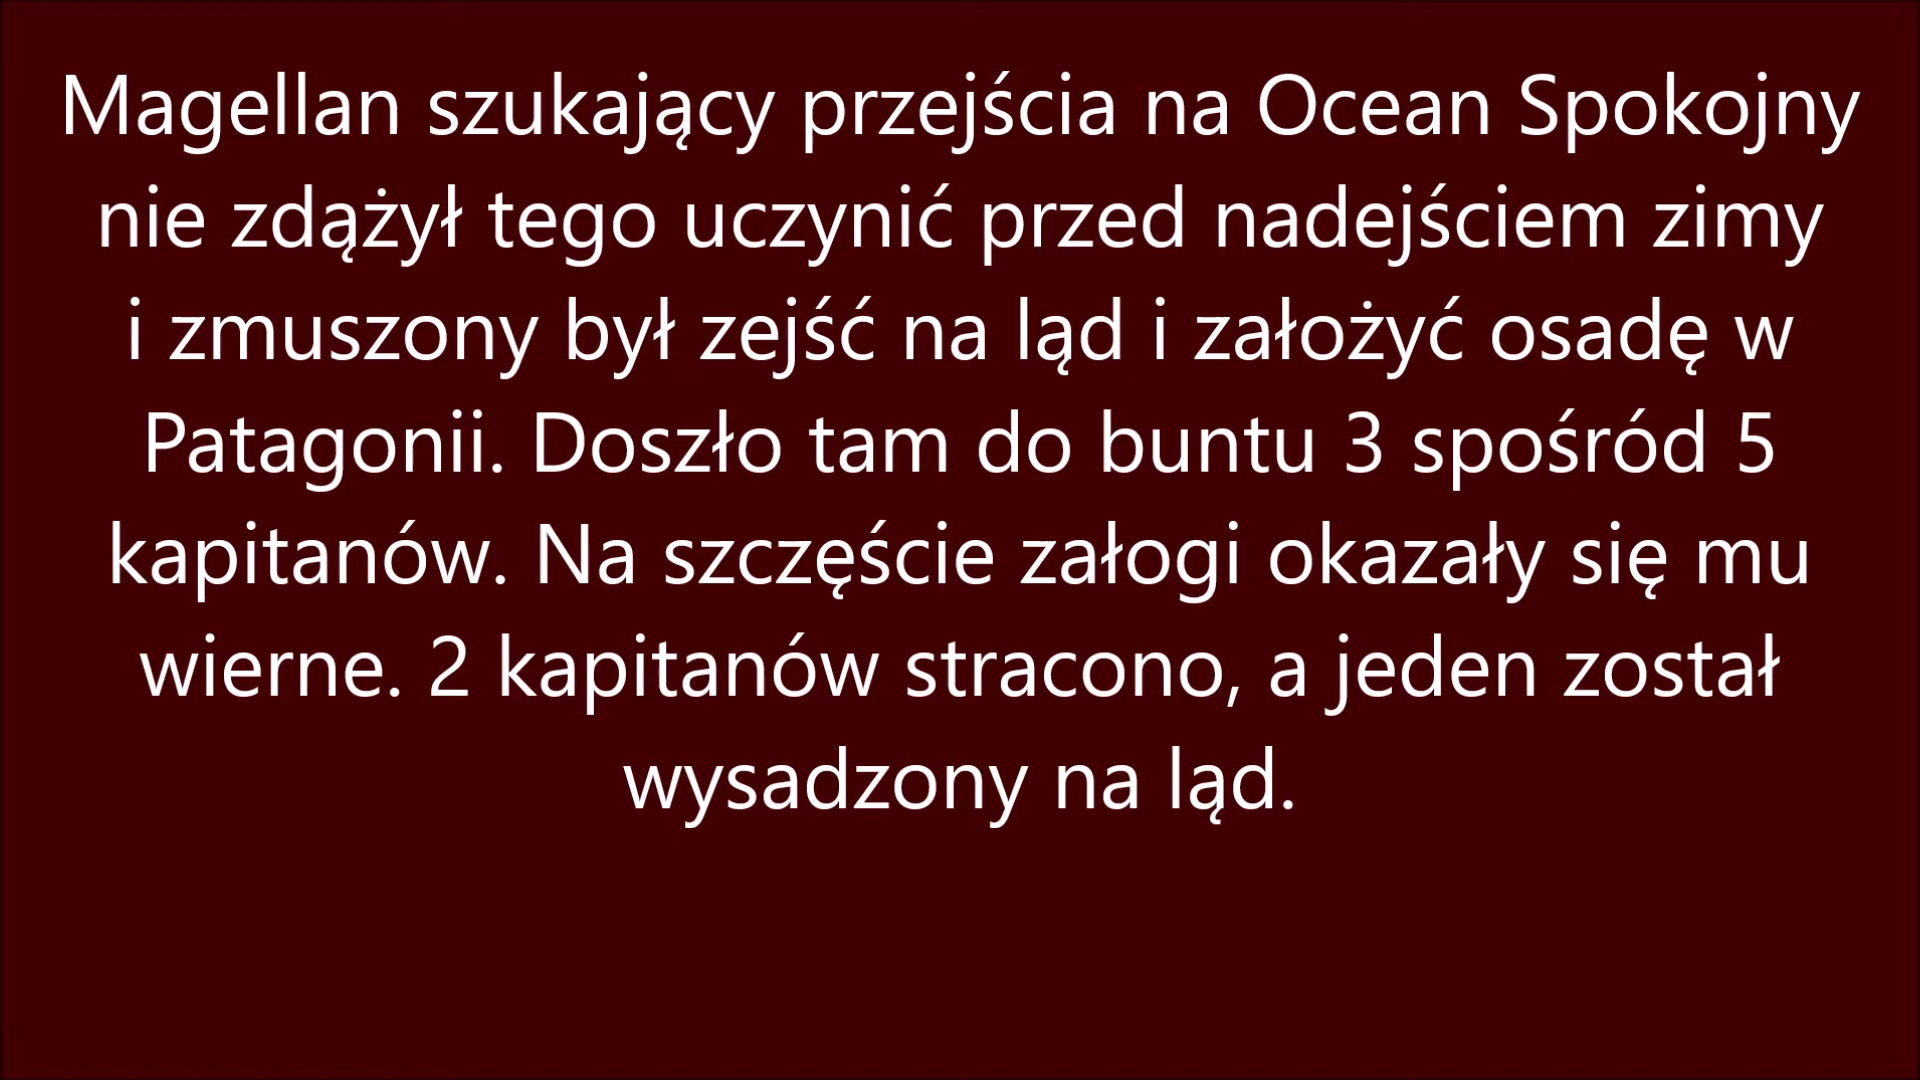 Magellan szukający przejścia na Ocean Spokojny
nie zdążył tego uczynić przed nadejściem zimy
i zmuszony był zejść na ląd i założyć osadę w
Patagonii. Doszło tam do buntu 3 spośród 5
kapitanów. Na szczęście załogi okazały się mu
wierne. 2 kapitanów stracono, a jeden został
wysadzony na ląd.